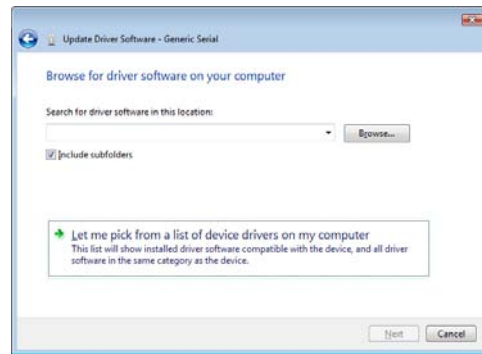 Update Driver Software - Generic Serial
Browse for driver software on your computer
Search for driver software in this location:
Browse...
Include subfolders
Let me pick from a list of device drivers on my computer
This list will show installed driver software compatible with the device, and all driver
software in the same category as the device.
Next Cancel